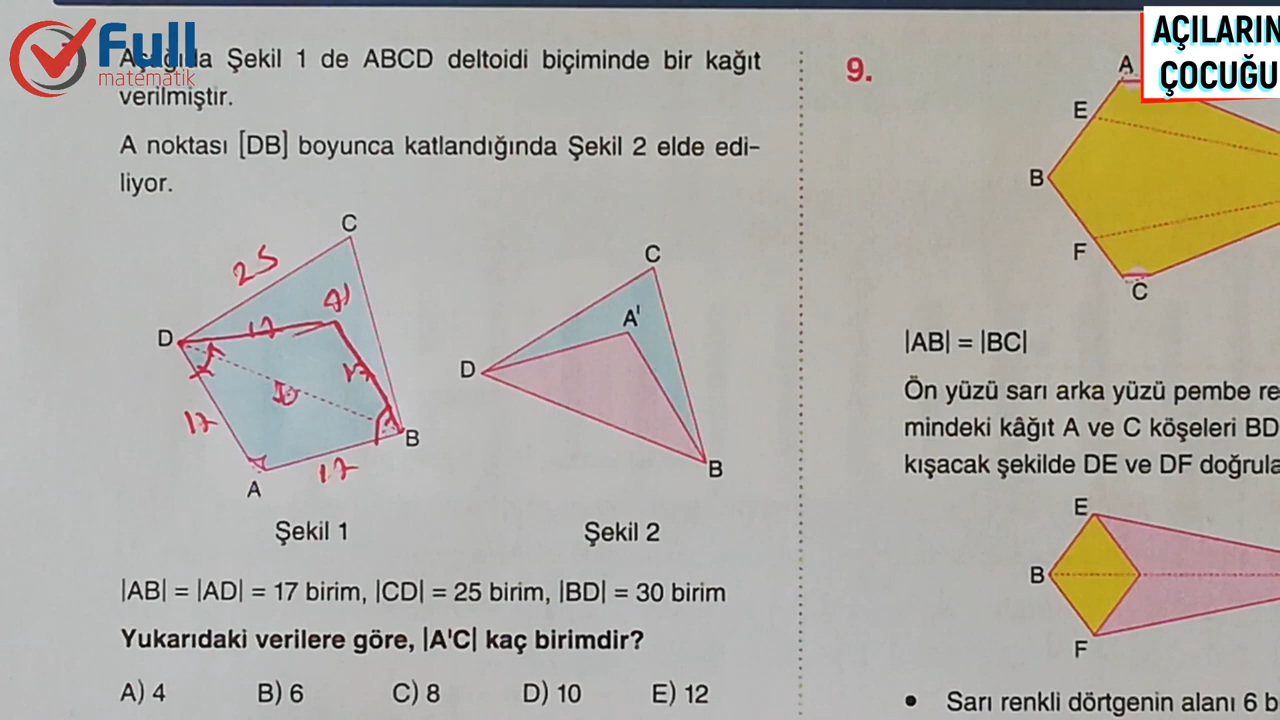 Full
matematik
Aşağıda Şekil 1 de ABCD deltoidi biçiminde bir kağıt
verilmiştir.
A noktası [DB] boyunca katlandığında Şekil 2 elde edi-
liyor.
C
25
D
17
17
B
17
A
Şekil 1
C
A'
D
B
Şekil 2
|AB| = |AD| = 17 birim, |CD| = 25 birim, |BD| = 30 birim
Yukarıdaki verilere göre, |A'C| kaç birimdir?
A) 4 B) 6 C) 8 D) 10 E) 12
AÇILARIN
ÇOCUĞU
9.
A
E
B
F
C
|AB| = |BC|
Ön yüzü sarı arka yüzü pembe re
mindeki kâğıt A ve C köşeleri BD
kışacak şekilde DE ve DF doğrula
E
B
F
• Sarı renkli dörtgenin alanı 6 b